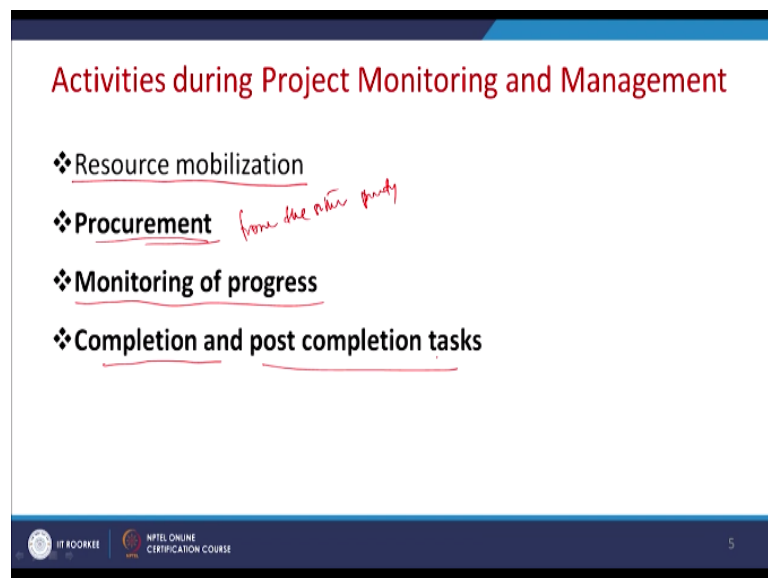 Activities during Project Monitoring and Management
❖Resource mobilization
❖Procurement from the other party
❖Monitoring of progress
❖Completion and post completion tasks
IIT ROORKEE
NPTEL ONLINE
CERTIFICATION COURSE
5